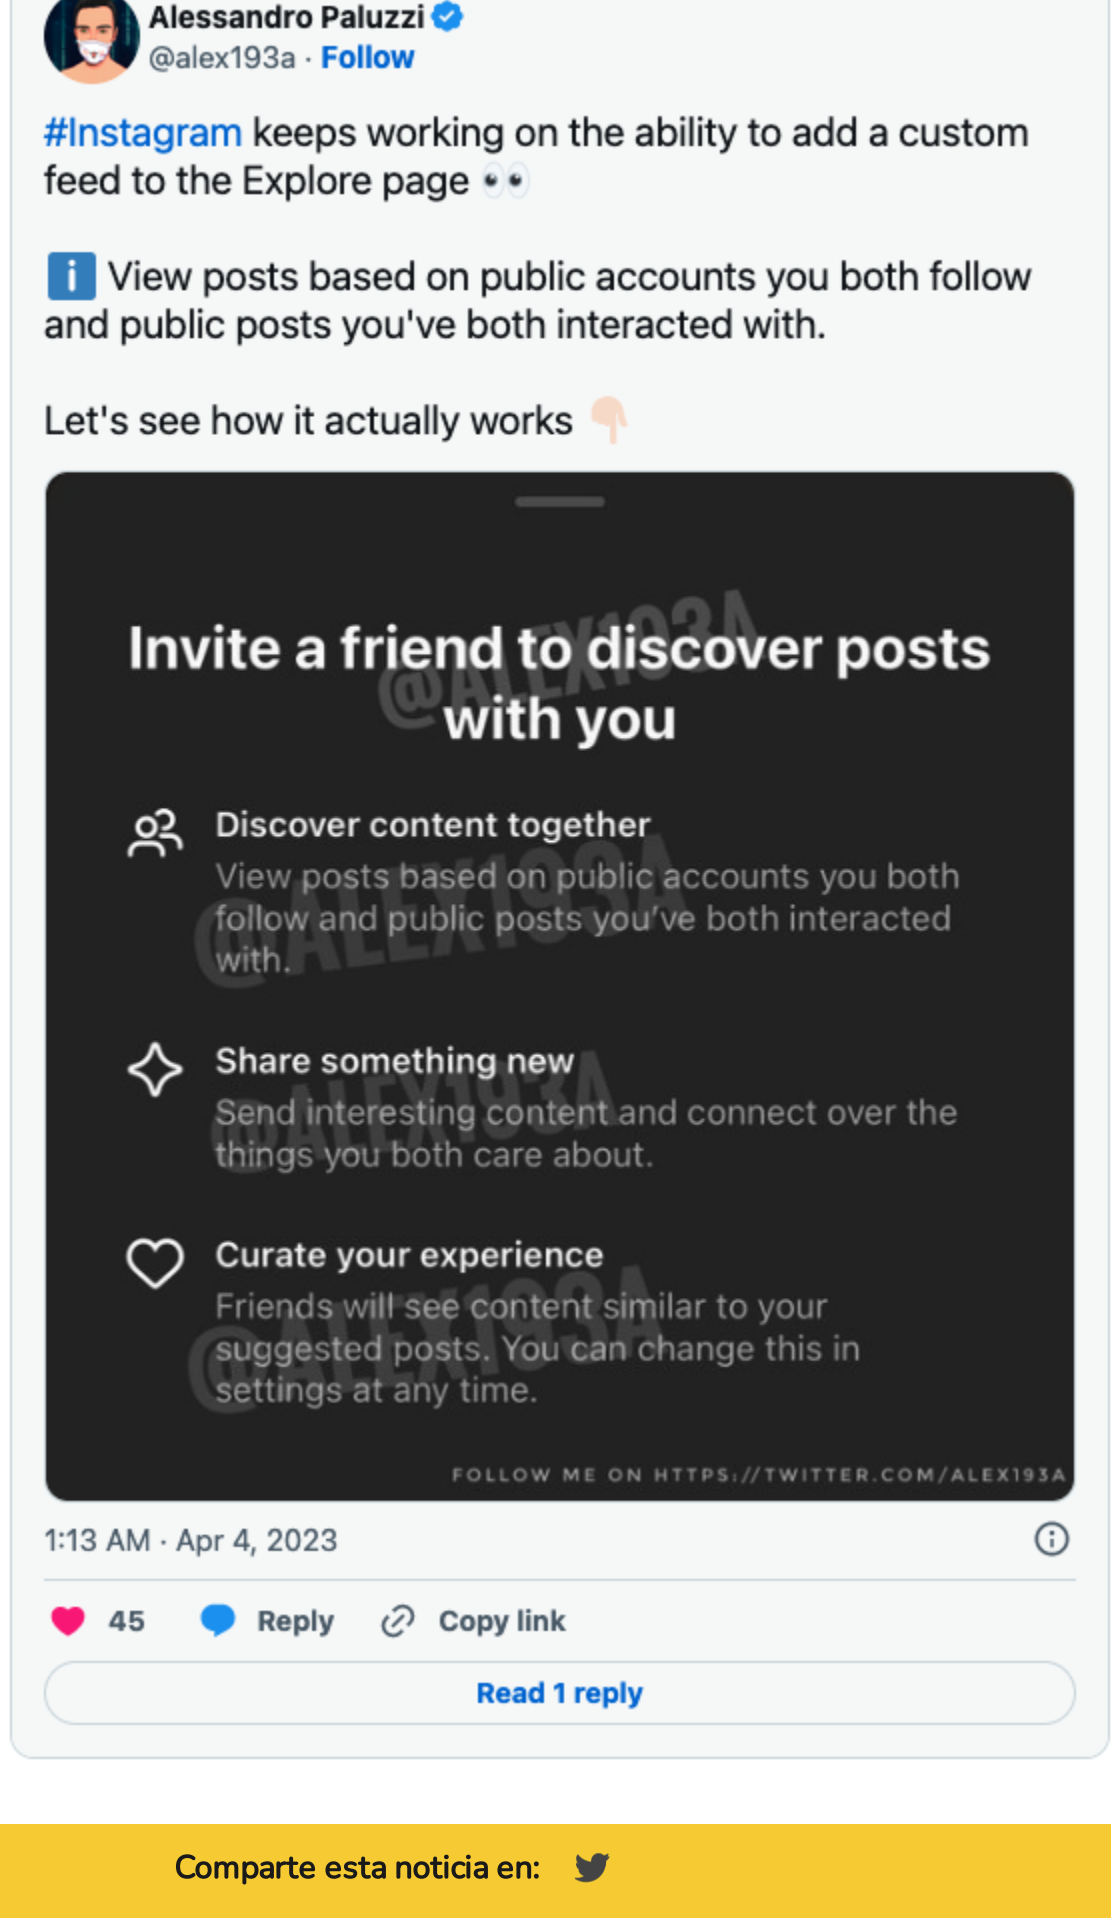 Alessandro Paluzzi
@alex193a · Follow
#Instagram keeps working on the ability to add a custom
feed to the Explore page 👀
ℹ️ View posts based on public accounts you both follow
and public posts you've both interacted with.
Let's see how it actually works 👇🏻
@ALEX193A
Invite a friend to discover posts
with you
Discover content together
@ALEX193A
View posts based on public accounts you both
follow and public posts you've both interacted
with.
Share something new
@ALEX193A
Send interesting content and connect over the
things you both care about.
Curate your experience
@ALEX193A
Friends will see content similar to your
suggested posts. You can change this in
settings at any time.
FOLLOW ME ON HTTPS://TWITTER.COM/ALEX193A
1:13 AM · Apr 4, 2023
45 Reply Copy link
Read 1 reply
Comparte esta noticia en: